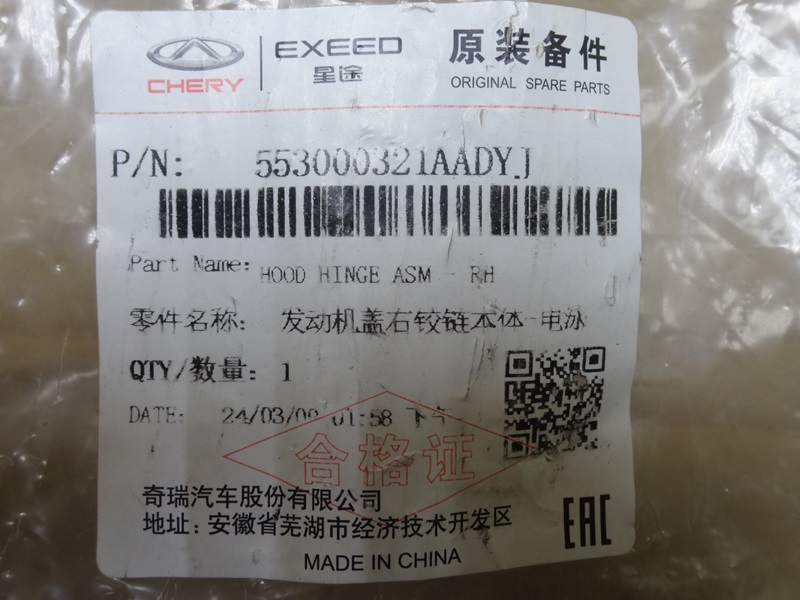 CHERY
EXEED
星途
原装备件
ORIGINAL SPARE PARTS
P/N: 553000321AADYJ
Part Name: HOOD HINGE ASM - RH
零件名称: 发动机盖右铰链本体-电泳
QTY/数量: 1
DATE: 01:58 下午
合格证
奇瑞汽车股份有限公司
地址: 安徽省芜湖市经济技术开发区
EAC
MADE IN CHINA